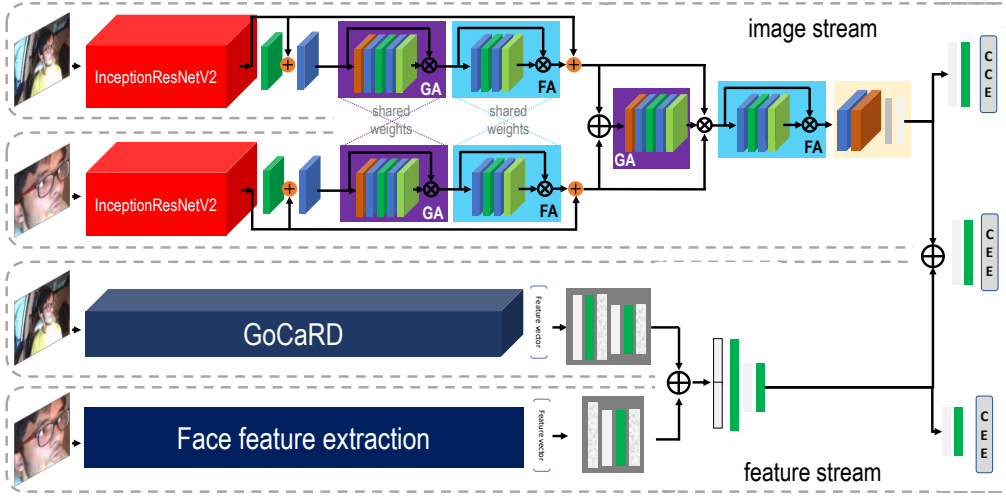 image stream
InceptionResNetV2
GA
FA
C
C
E
shared
weights
shared
weights
GA
FA
InceptionResNetV2
GA
FA
C
E
E
GoCaRD
Feature vector
Face feature extraction
Feature vector
C
E
E
feature stream